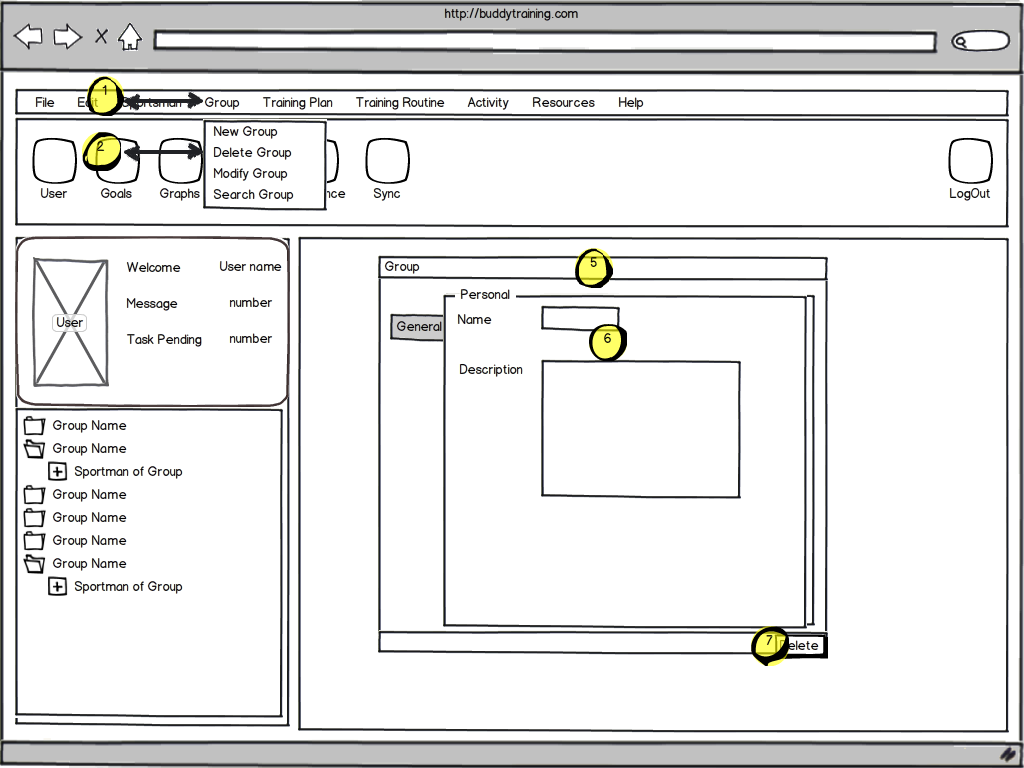 http://buddytraining.com
1
File Edit Sportsman Group Training Plan Training Routine Activity Resources Help
New Group
2
Delete Group
Modify Group
Search Group
User Goals Graphs Sync LogOut
Welcome User name
Message number
User
Task Pending number
5
Group
Personal
General
Name
6
Description
Group Name
Group Name
Sportman of Group
Group Name
Group Name
Group Name
Group Name
Sportman of Group
7
Delete